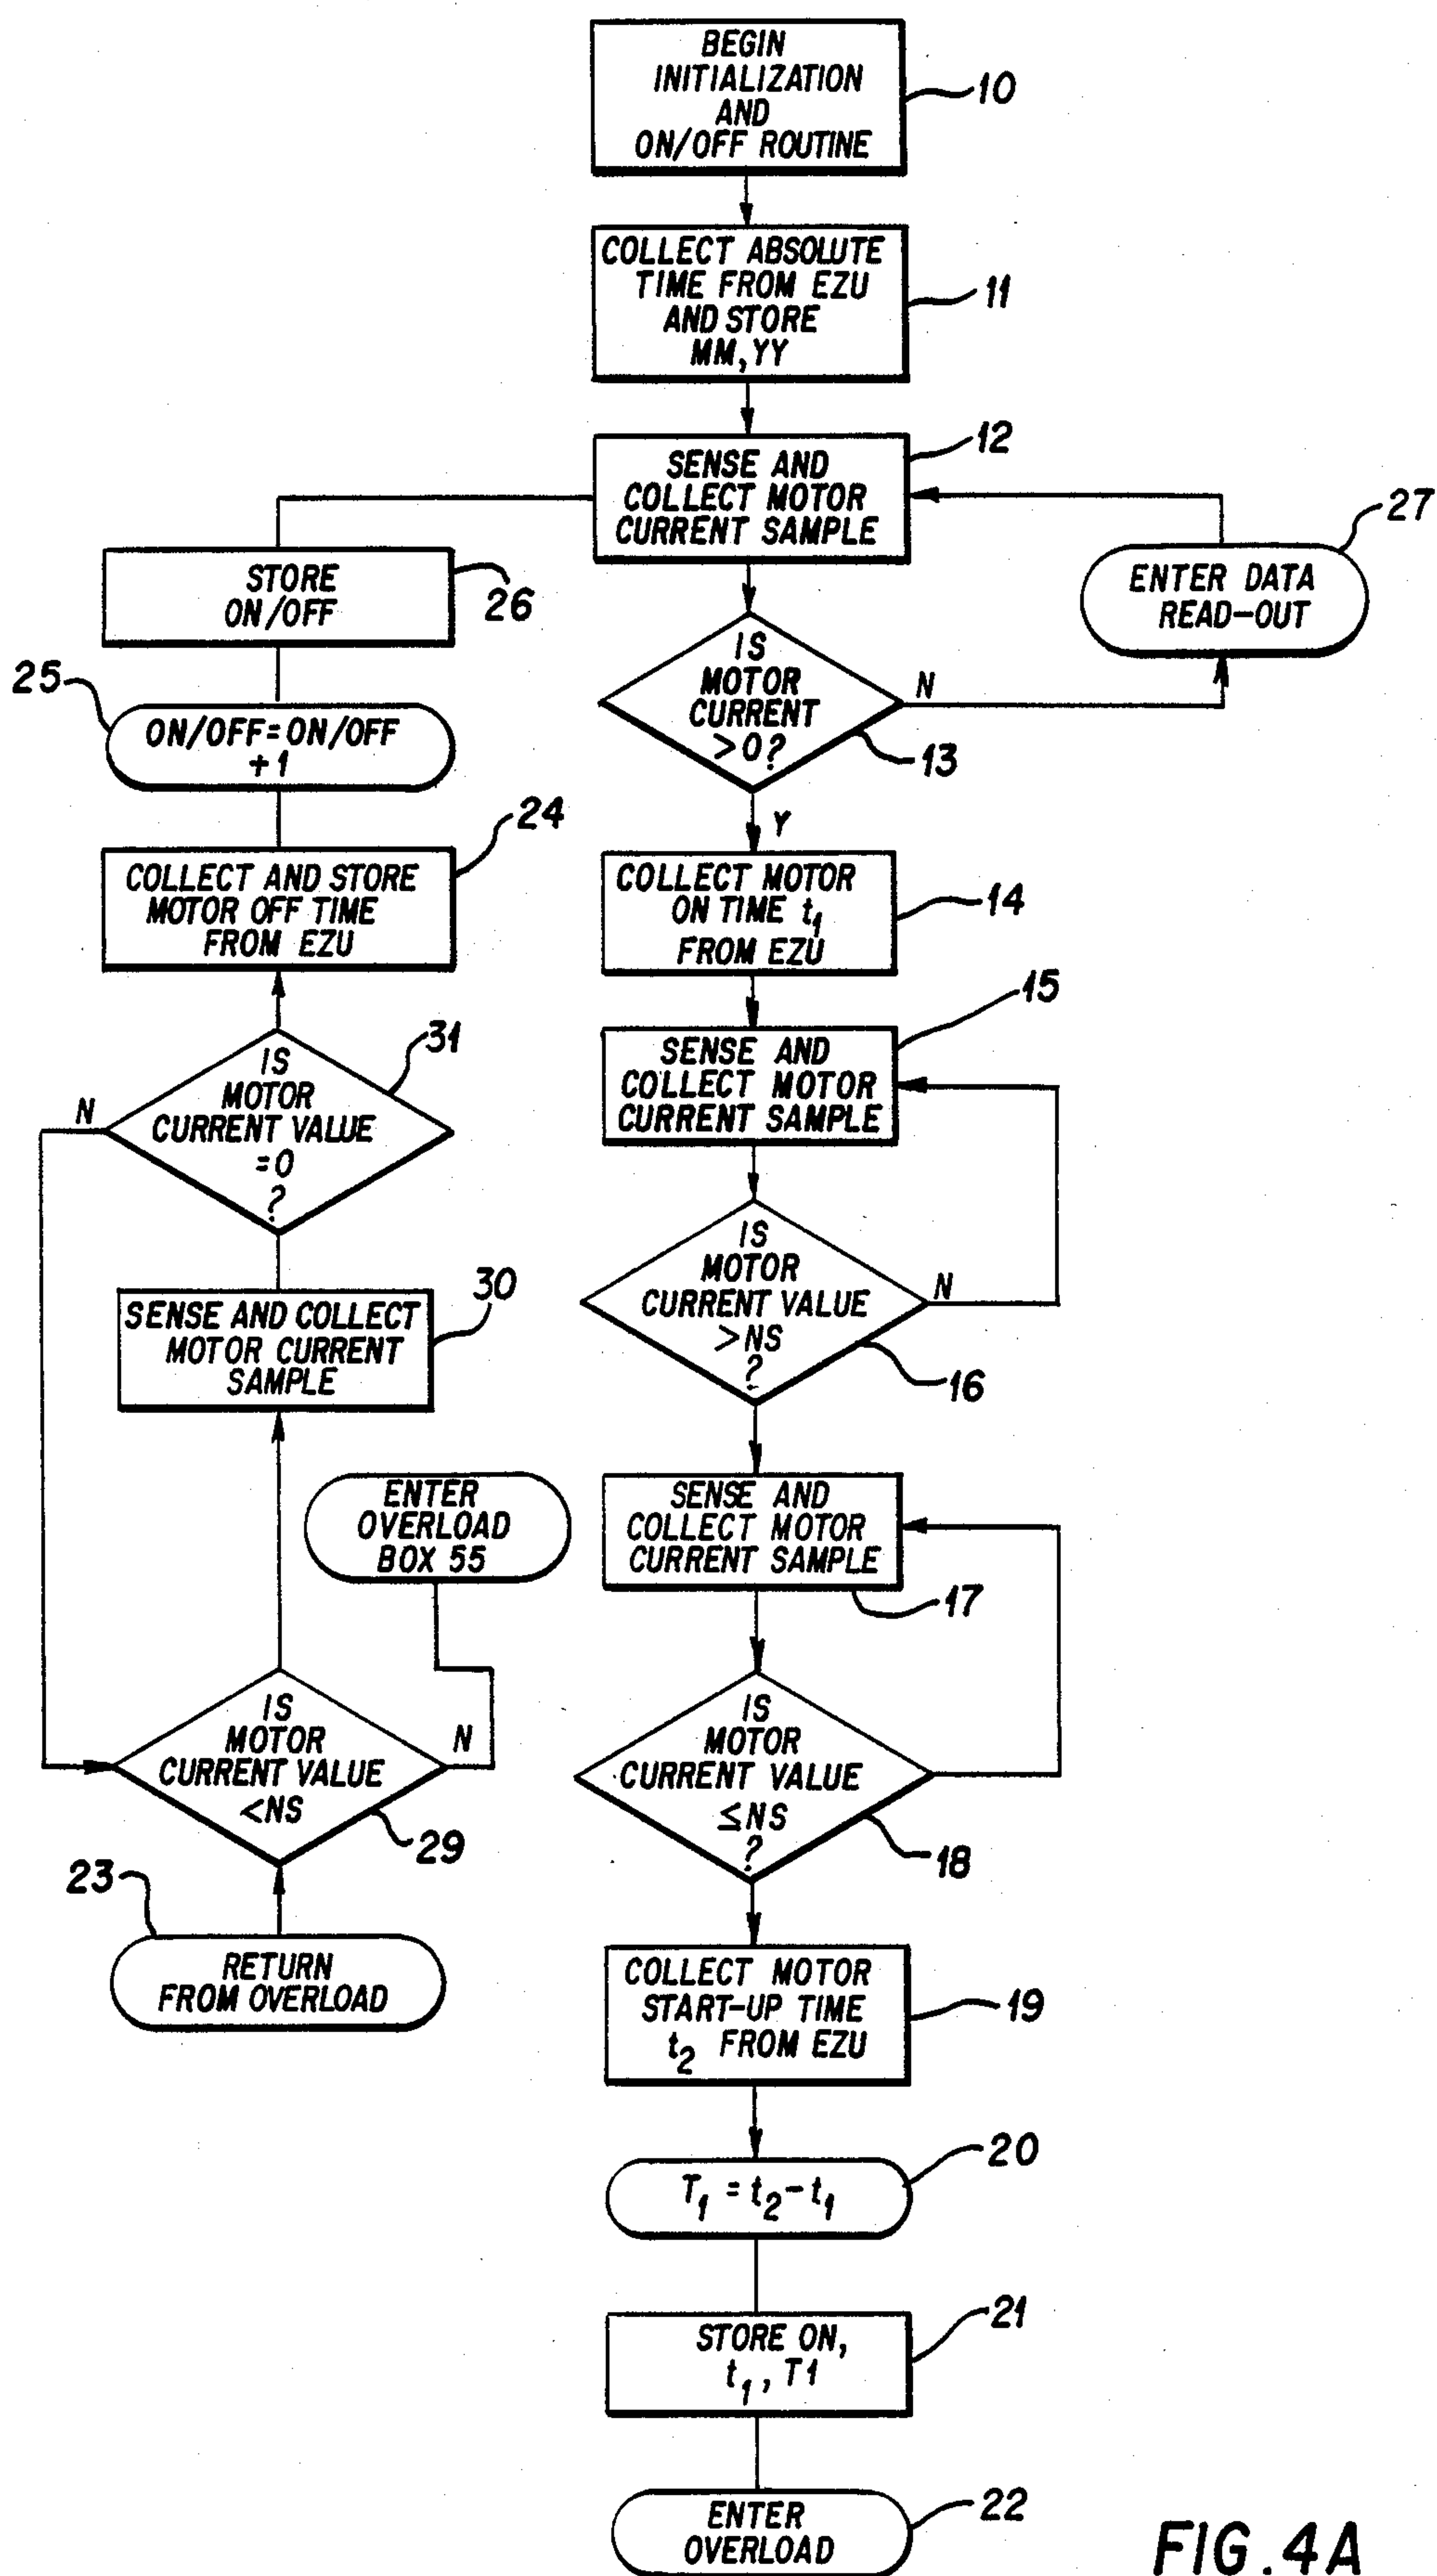 BEGIN
INITIALIZATION
AND
ON/OFF ROUTINE
10
COLLECT ABSOLUTE
TIME FROM EZU
AND STORE
MM, YY
11
SENSE AND
COLLECT MOTOR
CURRENT SAMPLE
12
ENTER DATA
READ-OUT
27
IS
MOTOR
CURRENT
>0?
N
13
Y
COLLECT MOTOR
ON TIME t1
FROM EZU
14
SENSE AND
COLLECT MOTOR
CURRENT SAMPLE
15
IS
MOTOR
CURRENT VALUE
>NS
?
N
16
SENSE AND
COLLECT MOTOR
CURRENT SAMPLE
17
IS
MOTOR
CURRENT VALUE
≤NS
?
18
COLLECT MOTOR
START-UP TIME
t2 FROM EZU
19
T1 = t2-t1
20
STORE ON,
t1, T1
21
ENTER
OVERLOAD
22
STORE
ON/OFF
26
25
ON/OFF=ON/OFF
+1
24
COLLECT AND STORE
MOTOR OFF TIME
FROM EZU
31
IS
MOTOR
CURRENT VALUE
=0
?
N
30
SENSE AND COLLECT
MOTOR CURRENT
SAMPLE
ENTER
OVERLOAD
BOX 55
IS
MOTOR
CURRENT VALUE
<NS
N
29
23
RETURN
FROM OVERLOAD
FIG. 4A